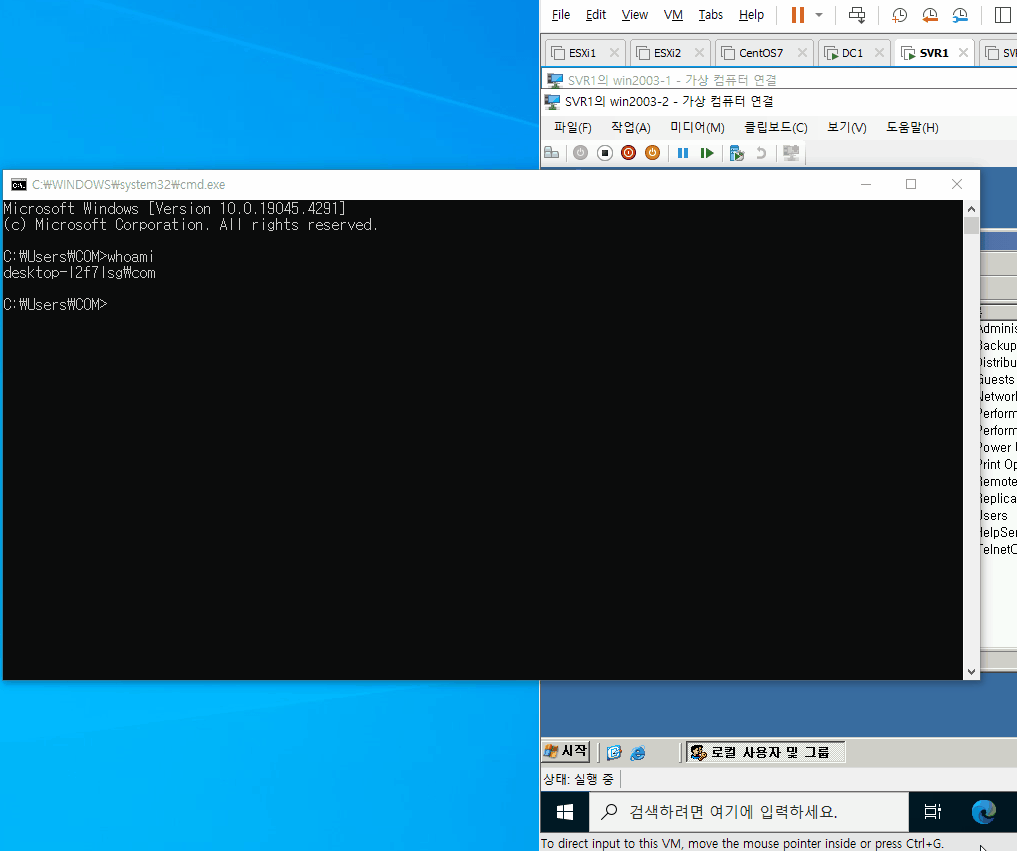 File Edit View VM Tabs Help
ESXi1 ESXi2 CentOS7 DC1 SVR1
SVR1의 win2003-1 - 가상 컴퓨터 연결
SVR1의 win2003-2 - 가상 컴퓨터 연결
파일(F) 작업(A) 미디어(M) 클립보드(C) 보기(V) 도움말(H)
C:\WINDOWS\system32\cmd.exe
Microsoft Windows [Version 10.0.19045.4291]
(c) Microsoft Corporation. All rights reserved.
C:\Users\COM>whoami
desktop-l2f7lsg\com
C:\Users\COM>
Adminis
Backup
Distribu
Guests
Networ
Perform
Perform
Power
Print Op
Remote
Replica
Users
HelpSer
TelnetC
시작 로컬 사용자 및 그룹
상태: 실행 중
검색하려면 여기에 입력하세요.
To direct input to this VM, move the mouse pointer inside or press Ctrl+G.